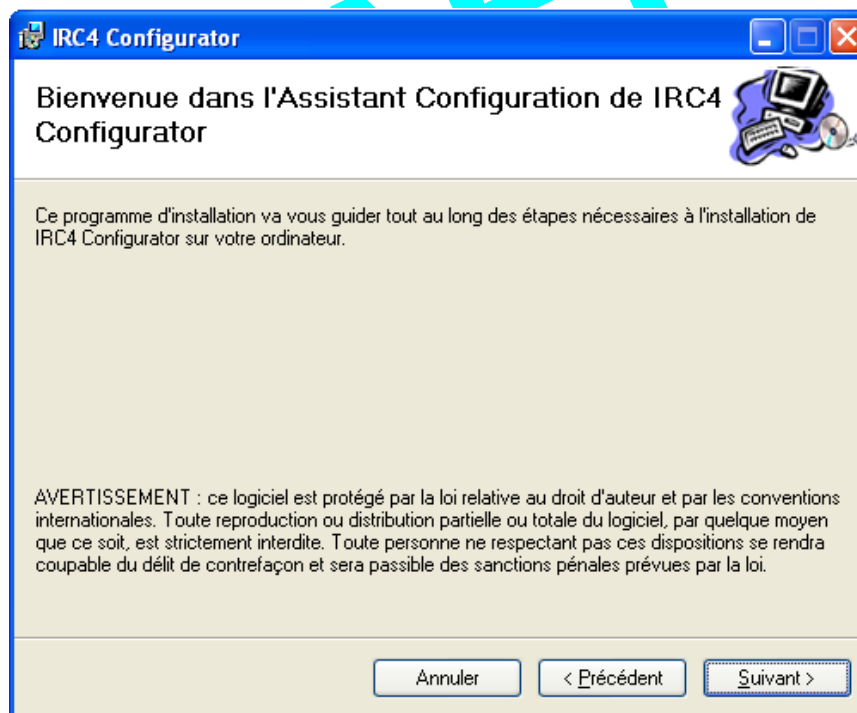 IRC4 Configurator
Bienvenue dans l'Assistant Configuration de IRC4
Configurator
Ce programme d'installation va vous guider tout au long des étapes nécessaires à l'installation de
IRC4 Configurator sur votre ordinateur.
AVERTISSEMENT : ce logiciel est protégé par la loi relative au droit d'auteur et par les conventions
internationales. Toute reproduction ou distribution partielle ou totale du logiciel, par quelque moyen
que ce soit, est strictement interdite. Toute personne ne respectant pas ces dispositions se rendra
coupable du délit de contrefaçon et sera passible des sanctions pénales prévues par la loi.
Annuler < Précédent Suivant >